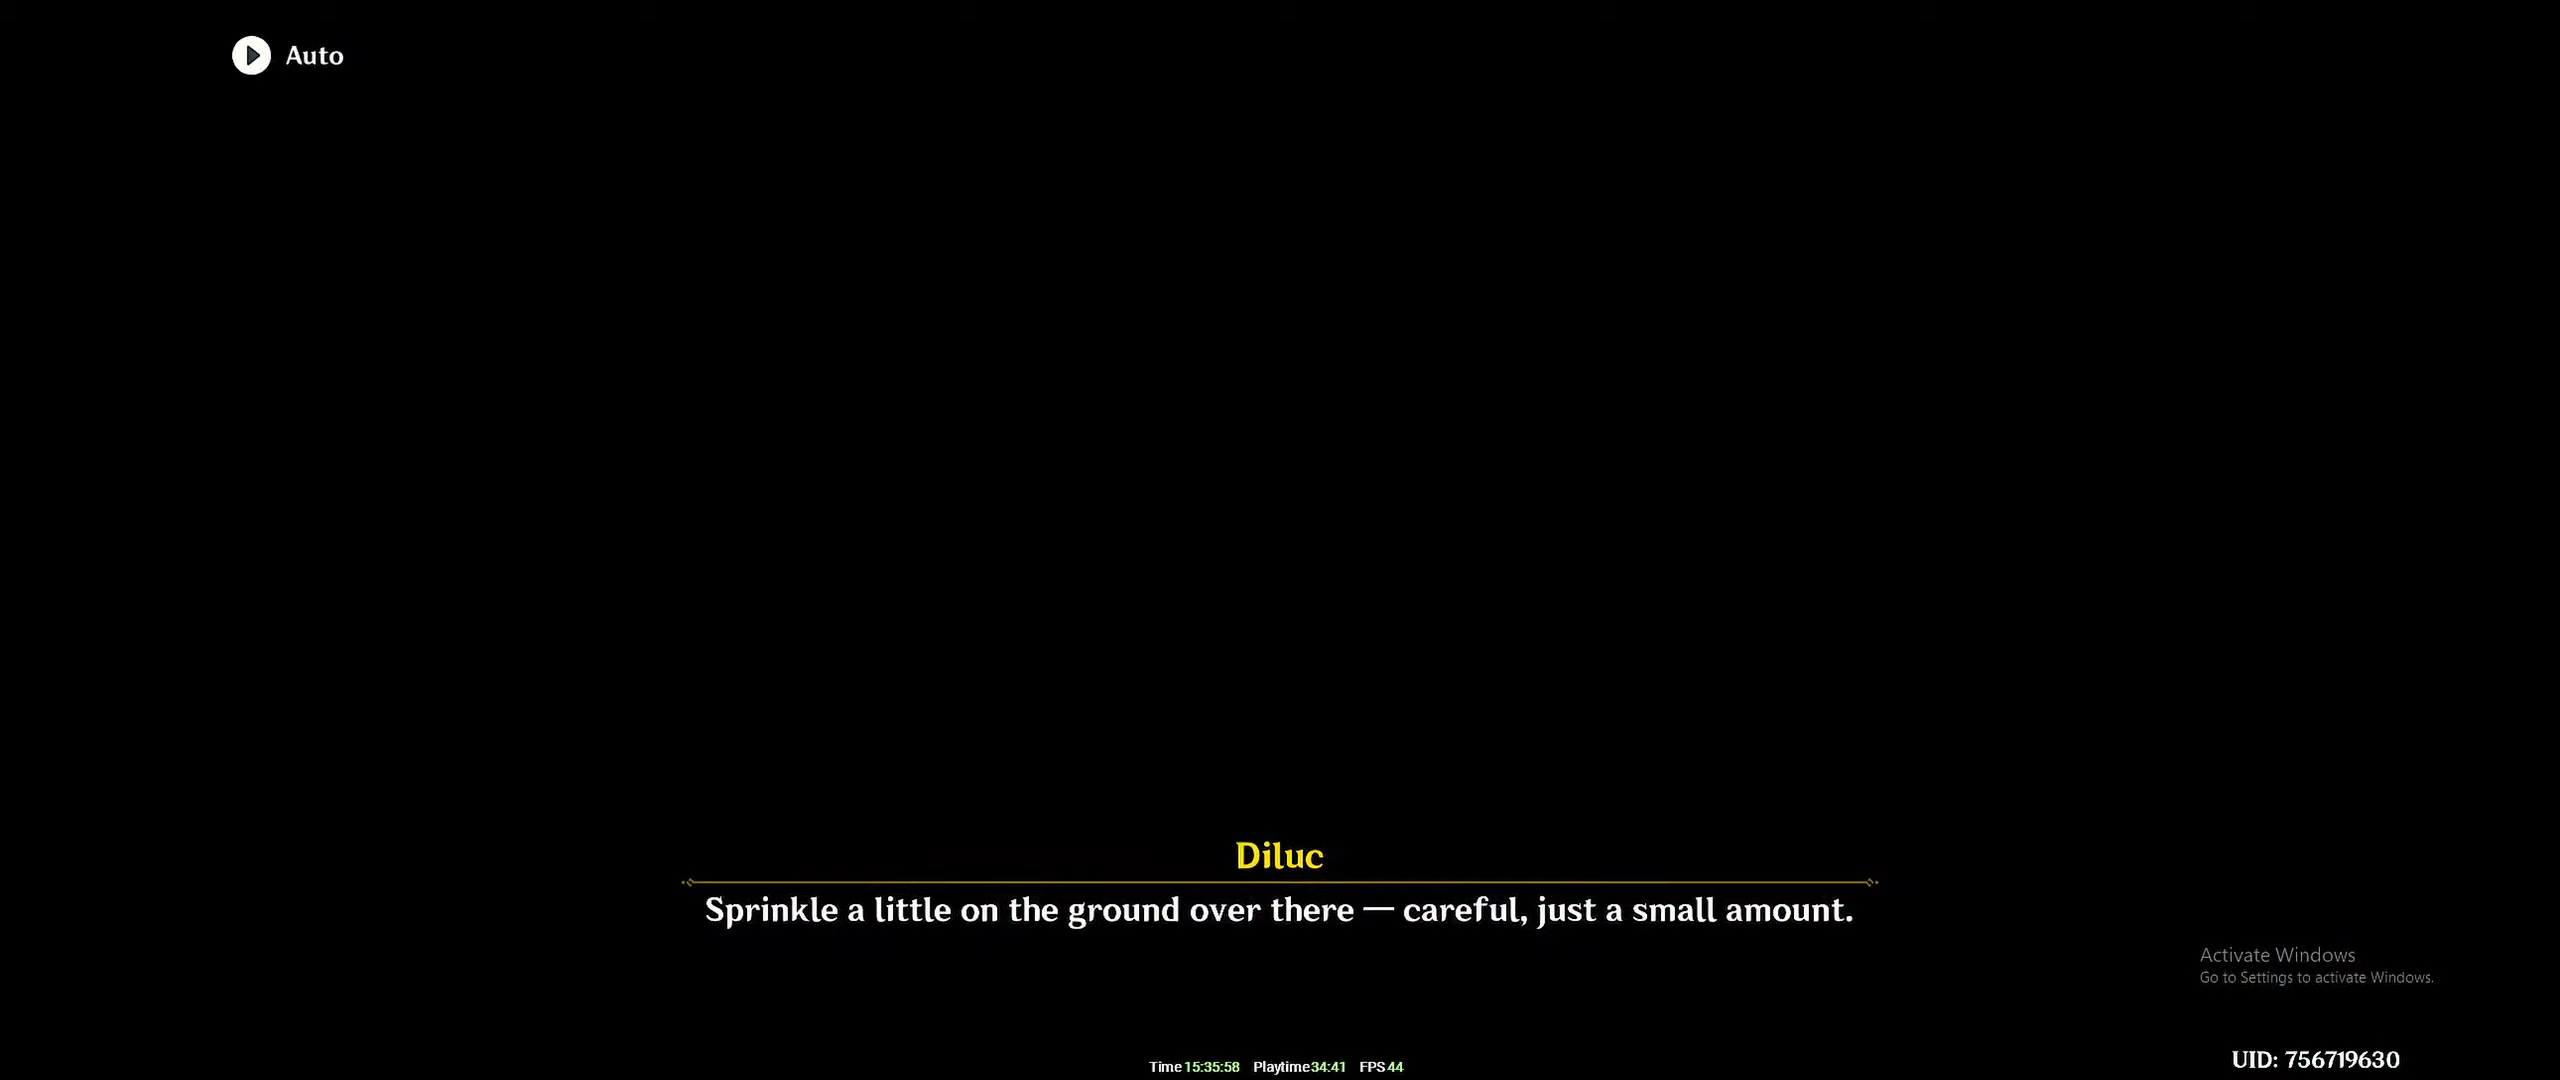 Auto
Diluc
Sprinkle a little on the ground over there — careful, just a small amount.
Activate Windows
Go to Settings to activate Windows.
UID: 756719630
Time 15:35:58 Playtime 34:41 FPS 44